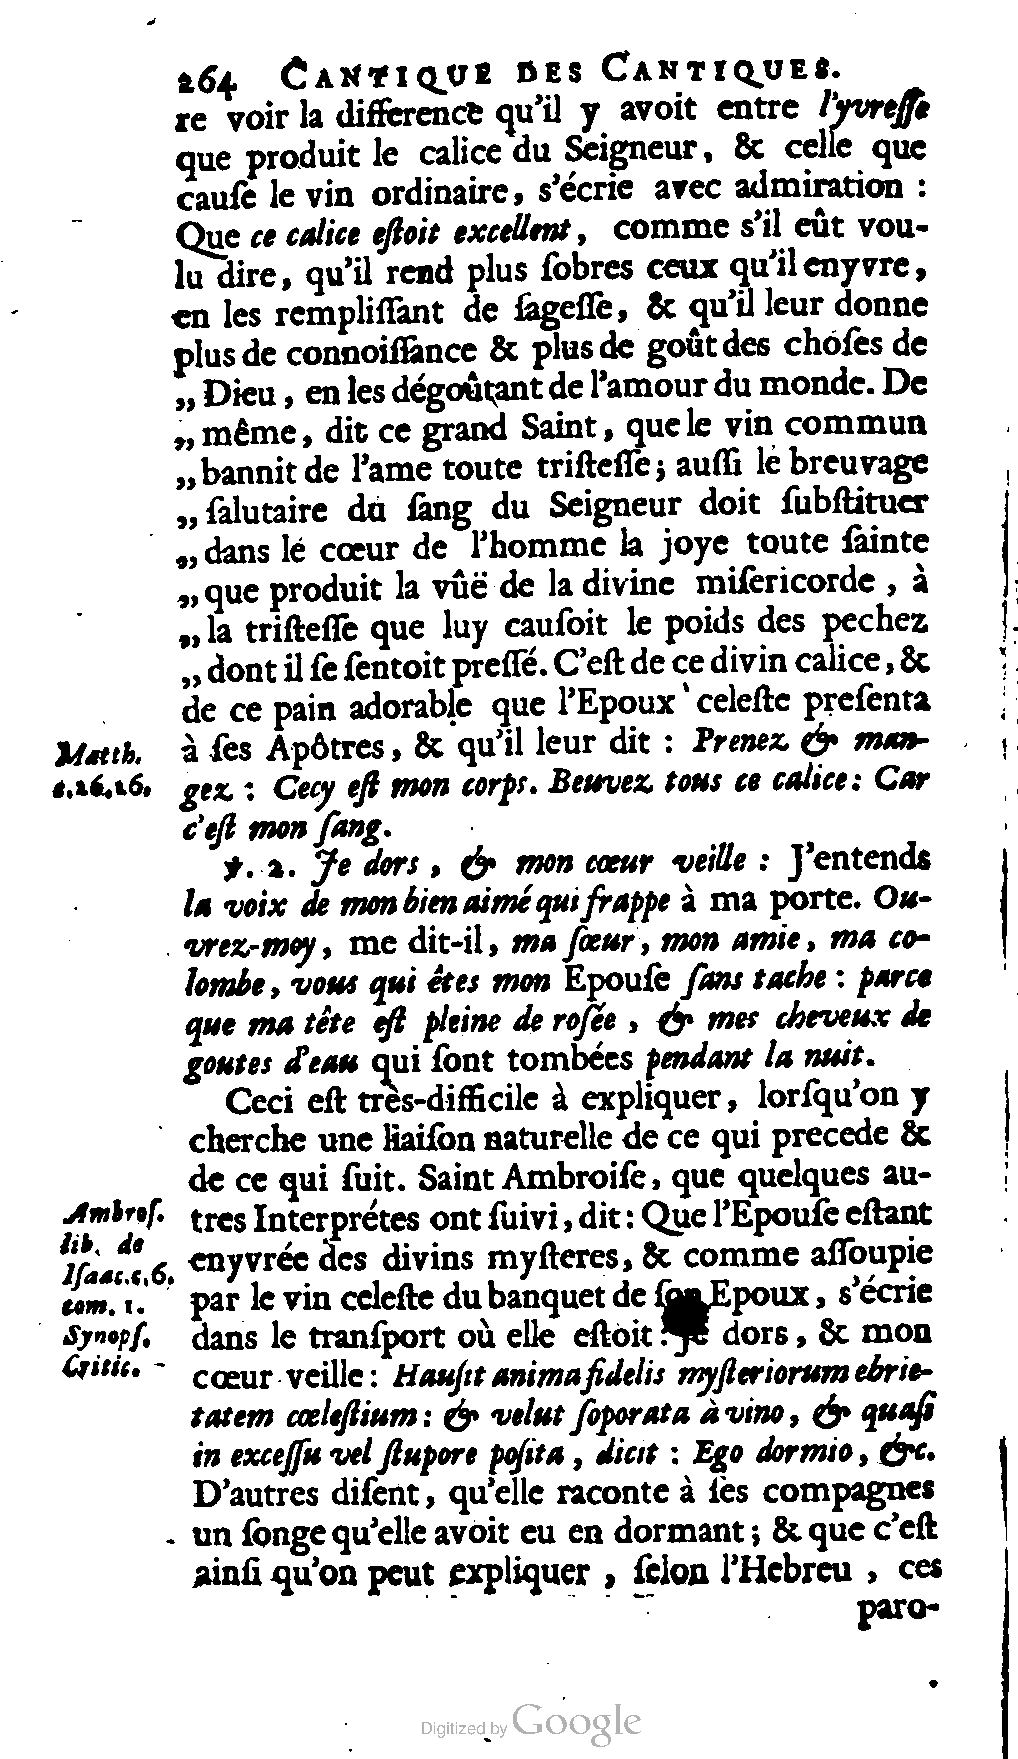 264 CANTIQUE DES CANTIQUES.
re voir la difference qu'il y avoit entre l'yvreſſe
que produit le calice du Seigneur, & celle que
cauſe le vin ordinaire, s'écrie avec admiration :
Que ce calice eſtoit excellent, comme s'il eût vou-
lu dire, qu'il rend plus ſobres ceux qu'il enyvre,
en les rempliſſant de ſageſſe, & qu'il leur donne
plus de connoiſſance & plus de goût des choſes de
„ Dieu, en les dégoûtant de l'amour du monde. De
„ même, dit ce grand Saint, que le vin commun
„ bannit de l'ame toute triſteſſe; auſſi le breuvage
„ ſalutaire du ſang du Seigneur doit ſubſtituer
„ dans le cœur de l'homme la joye toute ſainte
„ que produit la vûë de la divine miſericorde, à
„ la triſteſſe que luy cauſoit le poids des pechez
„ dont il ſe ſentoit preſſé. C'eſt de ce divin calice, &
de ce pain adorable que l'Epoux celeſte preſenta
à ſes Apôtres, & qu'il leur dit : Prenez & man-
gez : Cecy eſt mon corps. Beuvez tous ce calice: Car
c'eſt mon ſang.
Matth.
c.26.26.
℣. 2. Je dors, & mon cœur veille : J'entends
la voix de mon bien aimé qui frappe à ma porte. Ou-
vrez-moy, me dit-il, ma ſœur, mon amie, ma co-
lombe, vous qui êtes mon Epouſe ſans tache : parce
que ma tête eſt pleine de roſée, & mes cheveux de
goutes d'eau qui ſont tombées pendant la nuit.
Ceci eſt très-difficile à expliquer, lorſqu'on y
cherche une liaiſon naturelle de ce qui precede &
de ce qui ſuit. Saint Ambroiſe, que quelques au-
tres Interprétes ont ſuivi, dit: Que l'Epouſe eſtant
enyvrée des divins myſteres, & comme aſſoupie
par le vin celeſte du banquet de ſon Epoux, s'écrie
dans le tranſport où elle eſtoit : Je dors, & mon
cœur veille : Hauſit anima fidelis myſteriorum ebrie-
tatem cœleſtium : & velut ſoporata à vino, & quaſi
in exceſſu vel ſtupore poſita, dicit : Ego dormio, &c.
D'autres diſent, qu'elle raconte à ſes compagnes
un ſonge qu'elle avoit eu en dormant; & que c'eſt
ainſi qu'on peut expliquer, ſelon l'Hebreu, ces
paro-
Ambroſ.
lib. de
Iſaac.c.6.
tom. 1.
Synopſ.
Critic.
Digitized by Google